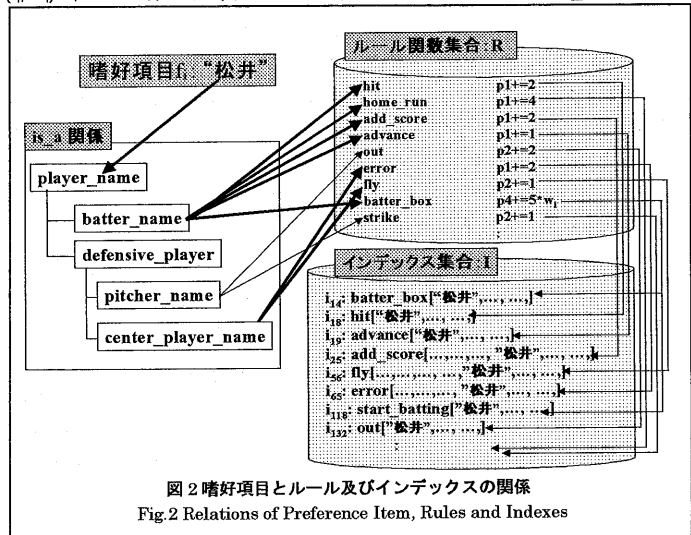 ルール関数集合:R
嗜好項目fi:"松井"
hit p1+=2
home_run p1+=4
add_score p1+=2
advance p1+=1
out p2+=2
error p1+=2
fly p2+=1
batter_box p4+=5*wi
strike p2+=1
:
is_a 関係
player_name
batter_name
defensive_player
pitcher_name
center_player_name
インデックス集合:I
i14: batter_box["松井",…, …,]
i18: hit["松井",…, …,]
i19: advance["松井",…, …,]
i25: add_score[…,…,…, "松井",…, …,]
i56: fly[…,…,…, …,"松井",…, …,]
i65: error[…,…,…, "松井",…, …,]
i118: start_batting["松井",…, …]
i132: out["松井",…, …,]
:
図 2 嗜好項目とルール及びインデックスの関係
Fig.2 Relations of Preference Item, Rules and Indexes